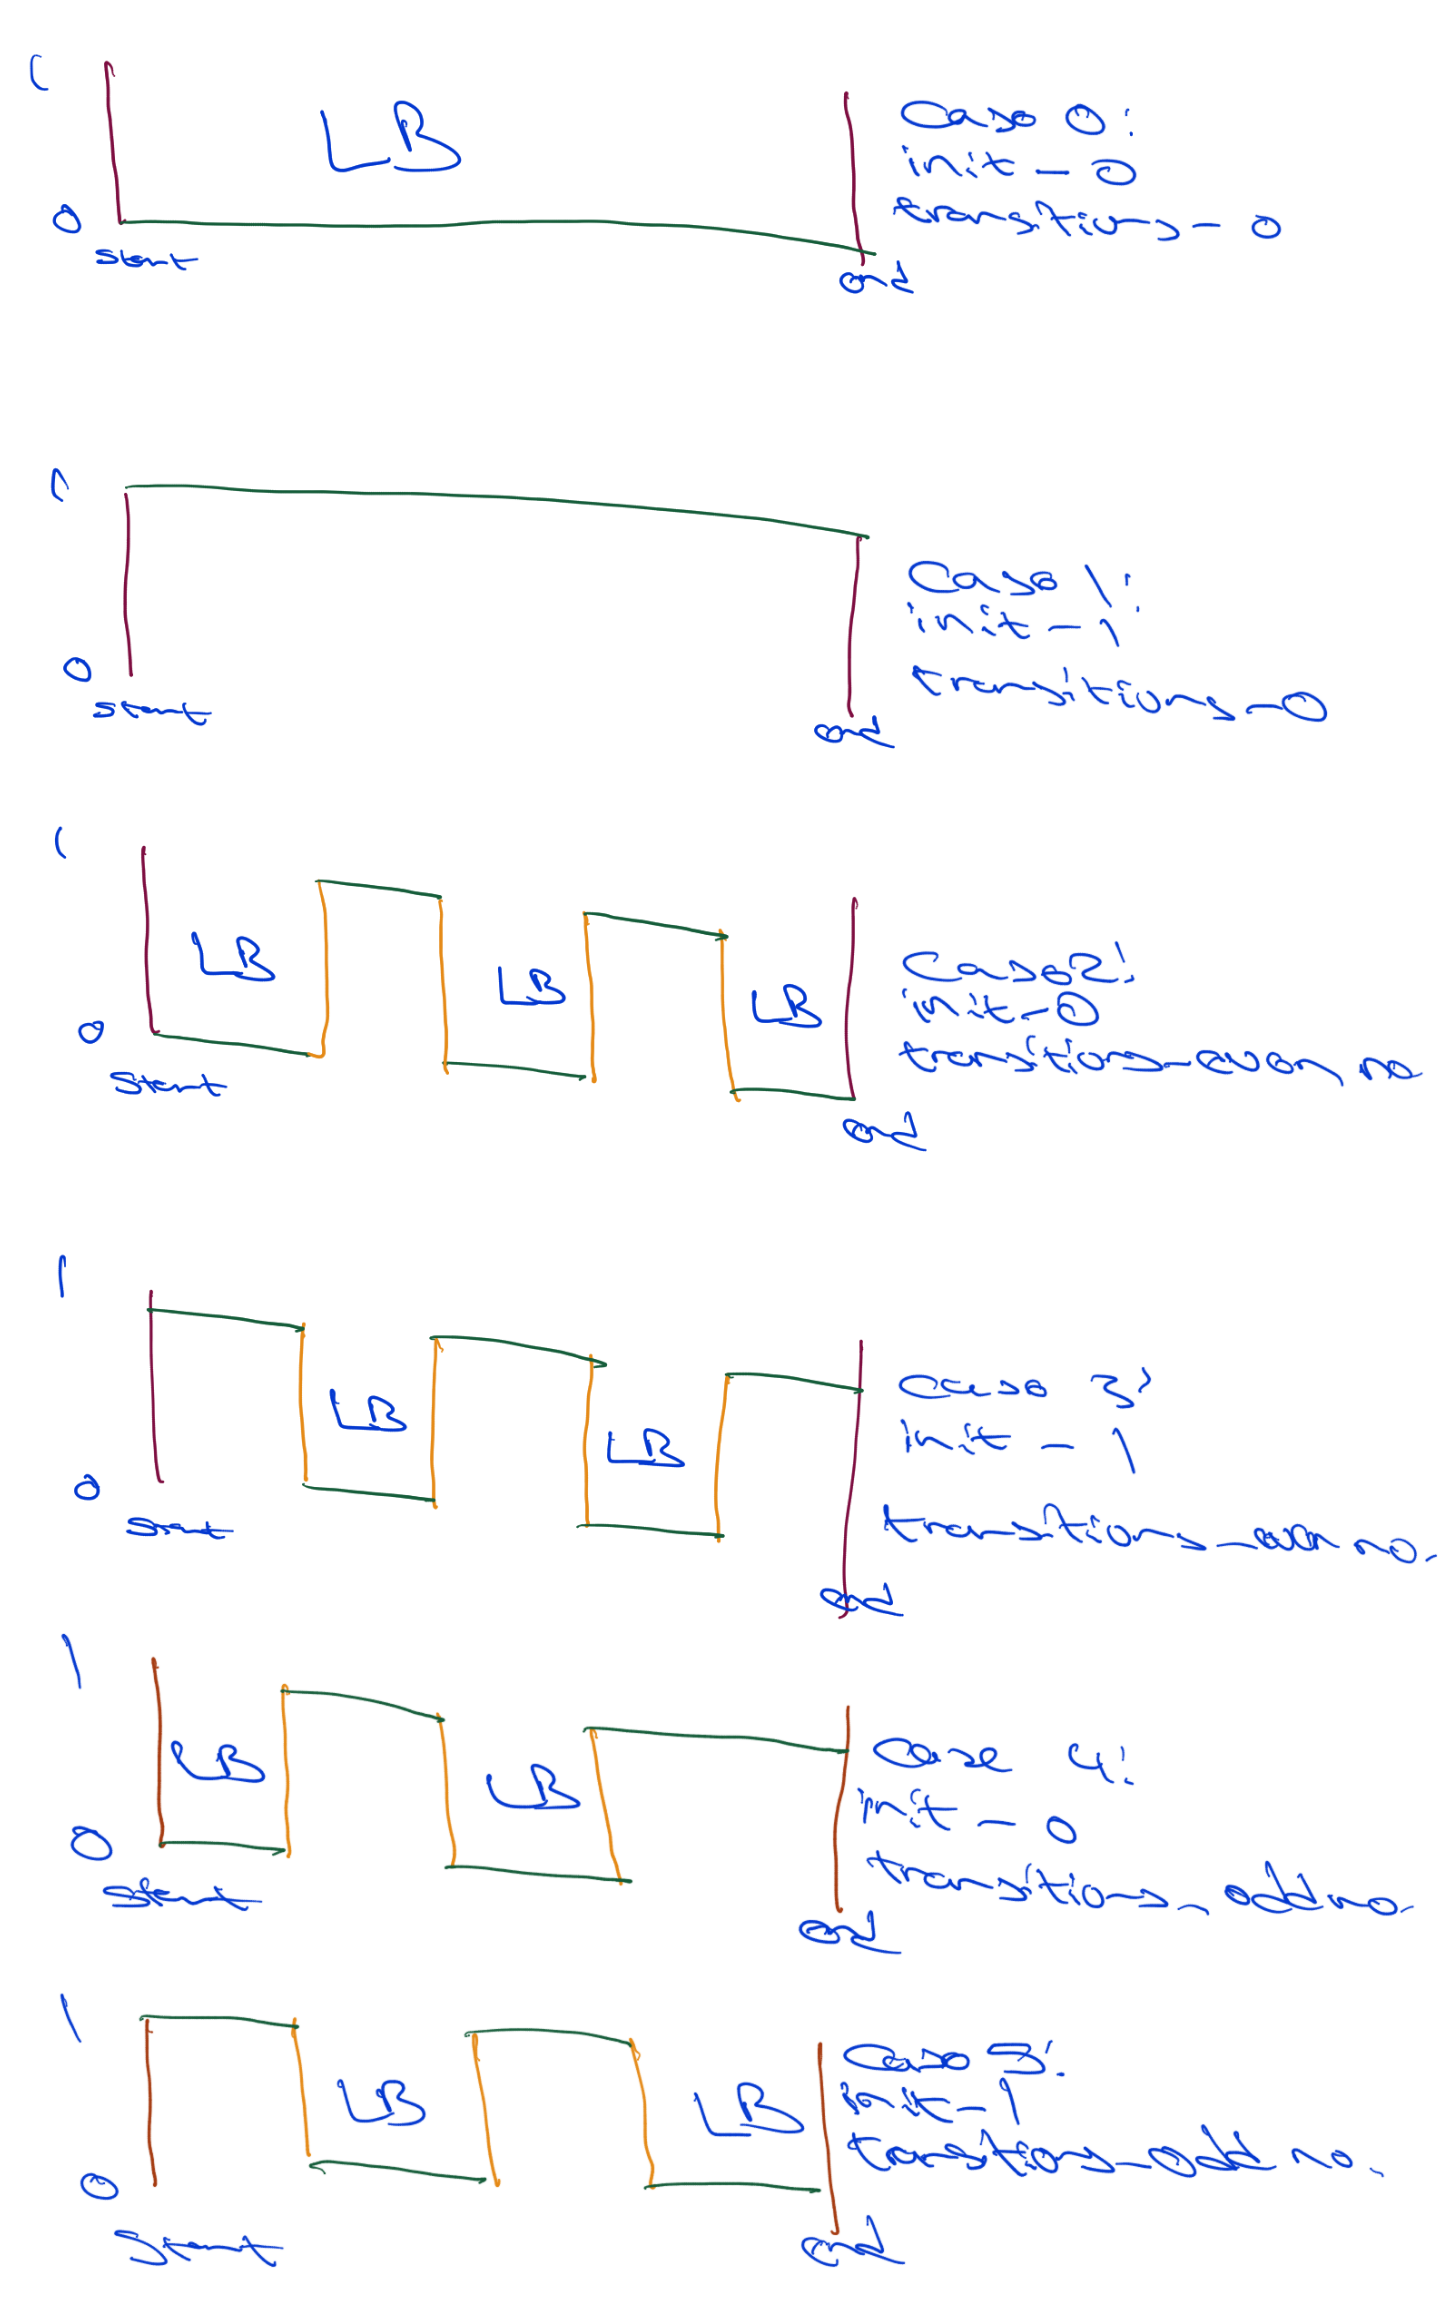 1
LB
Case 0:
init - 0
transitions - 0
0
start
end
1
Case 1:
init - 1
transitions - 0
0
start
end
1
LB
LB
LB
Case 2:
init - 0
transitions - even no
0
start
end
1
LB
LB
Case 3:
init - 1
transitions - even no.
0
start
end
1
LB
LB
Case 4:
init - 0
transitions - odd no.
0
start
end
1
LB
LB
Case 5:
init - 1
transitions - odd no.
0
start
end